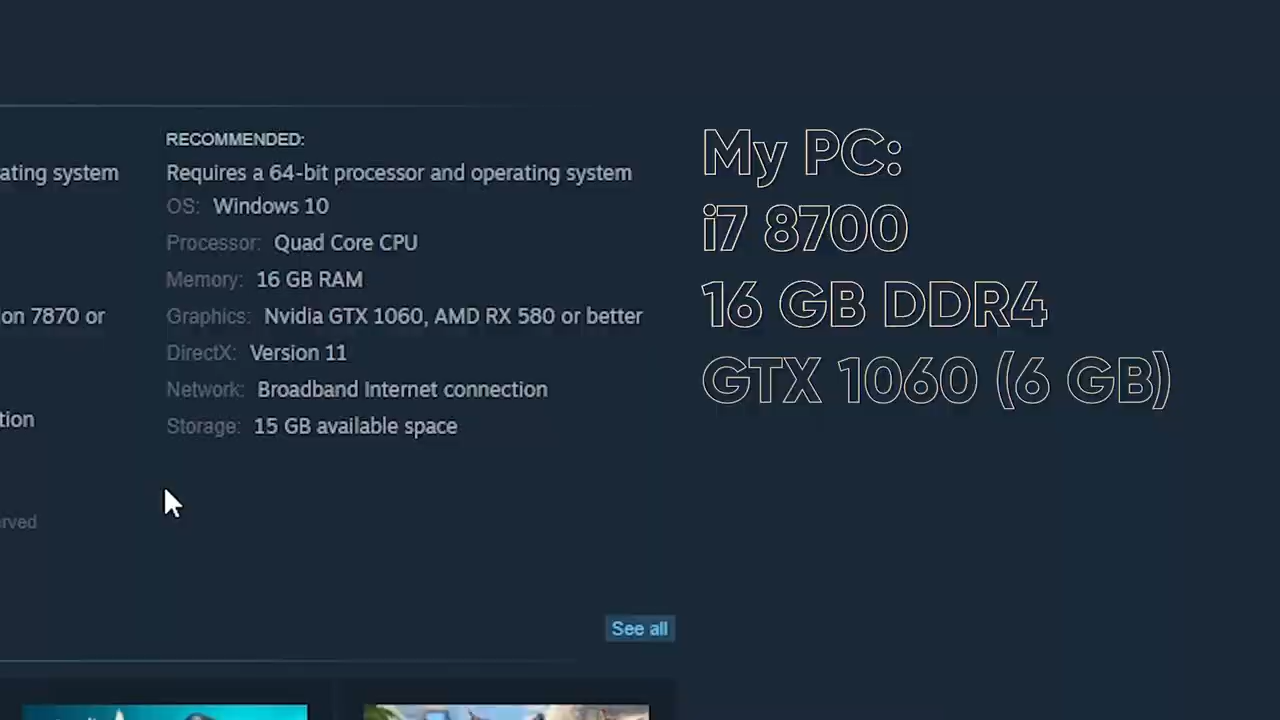 RECOMMENDED:
ating system
Requires a 64-bit processor and operating system
OS: Windows 10
Processor: Quad Core CPU
Memory: 16 GB RAM
on 7870 or
Graphics: Nvidia GTX 1060, AMD RX 580 or better
DirectX: Version 11
Network: Broadband Internet connection
tion
Storage: 15 GB available space
rved
See all
My PC:
i7 8700
16 GB DDR4
GTX 1060 (6 GB)